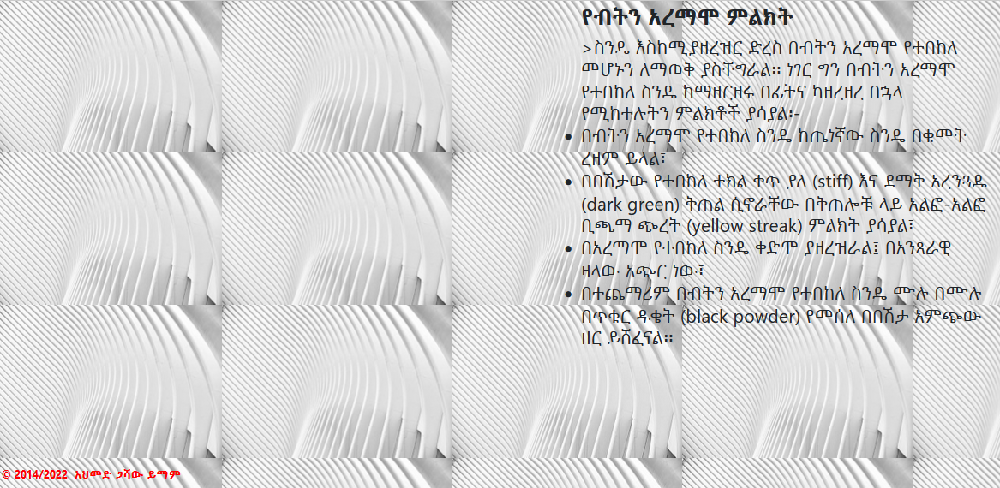 የብትን አረማሞ ምልክት
>ስንዴ እስከሚያዘረዝር ድረስ በብትን አረማሞ የተበከለ
መሆኑን ለማወቅ ያስቸግራል፡፡ ነገር ግን በብትን አረማሞ
የተበከለ ስንዴ ከማዘርዘሩ በፊትና ካዘረዘረ በኋላ
የሚከተሉትን ምልክቶች ያሳያል፡-
• በብትን አረማሞ የተበከለ ስንዴ ከጤነኛው ስንዴ በቁመት
ረዘም ይላል፣
• በበሽታው የተበከለ ተክል ቀጥ ያለ (stiff) እና ደማቅ አረንጓዴ
(dark green) ቅጠል ሲኖራቸው በቅጠሎቹ ላይ አልፎ-አልፎ
ቢጫማ ጭረት (yellow streak) ምልክት ያሳያል፣
• በአረማሞ የተበከለ ስንዴ ቀድሞ ያዘረዝራል፤ በአንጻራዊ
ዛላው አጭር ነው፣
• በተጨማሪም በብትን አረማሞ የተበከለ ስንዴ ሙሉ በሙሉ
በጥቁር ዱቄት (black powder) የመሰለ በበሽታ አምጭው
ዘር ይሸፈናል፡፡
© 2014/2022 አህመድ ጋሻው ይማም